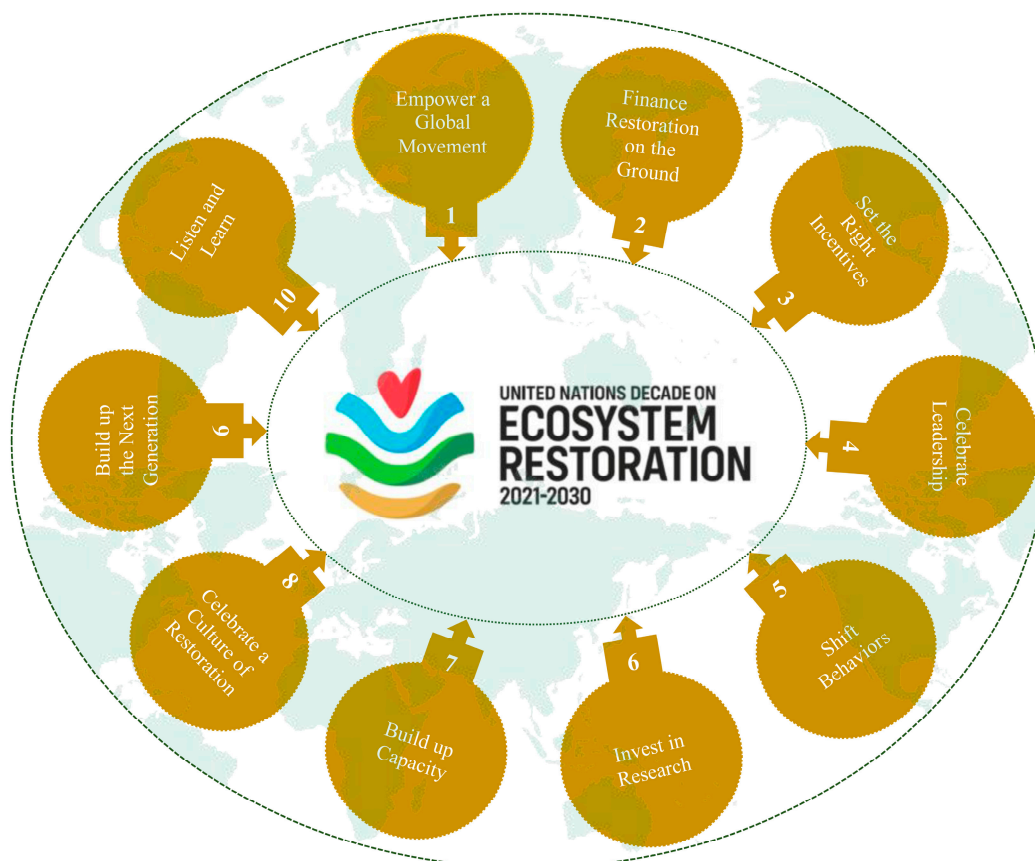 Empower a
Global
Movement
1
Finance
Restoration
on the
Ground
2
Set the
Right
Incentives
3
Celebrate
Leadership
4
Shift
Behaviors
5
Invest in
Research
6
Build up
Capacity
7
Celebrate a
Culture of
Restoration
8
Build up
the Next
Generation
9
Listen and
Learn
10
UNITED NATIONS DECADE ON
ECOSYSTEM
RESTORATION
2021-2030